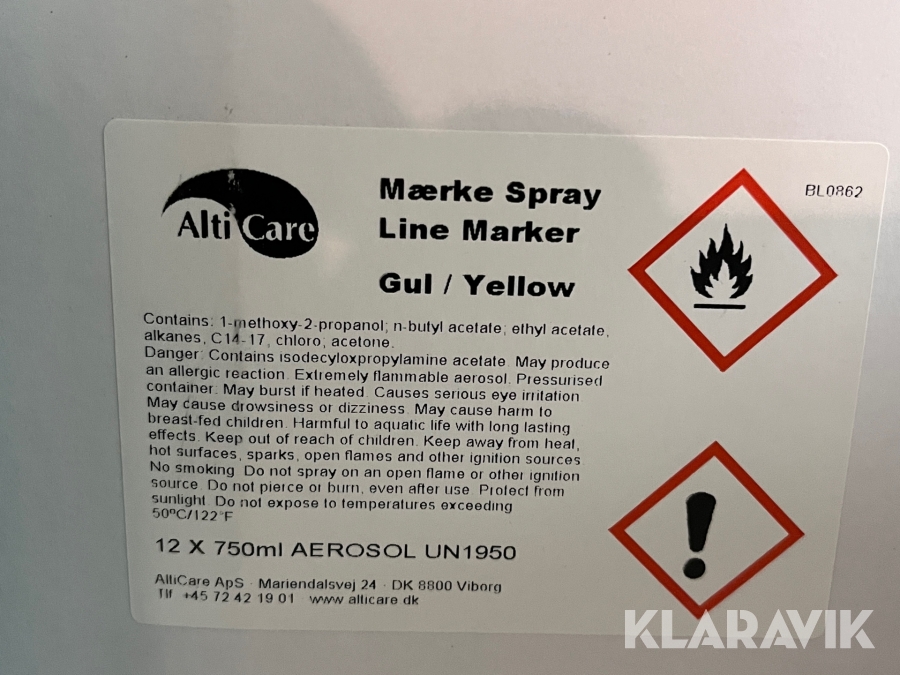 Alti Care
Mærke Spray
Line Marker
Gul / Yellow
BL0862
Contains: 1-methoxy-2-propanol; n-butyl acetate; ethyl acetate,
alkanes, C14-17, chloro; acetone.
Danger: Contains isodecyloxpropylamine acetate. May produce
an allergic reaction. Extremely flammable aerosol. Pressurised
container: May burst if heated. Causes serious eye irritation
May cause drowsiness or dizziness. May cause harm to
breast-fed children. Harmful to aquatic life with long lasting
effects. Keep out of reach of children. Keep away from heat,
hot surfaces, sparks, open flames and other ignition sources.
No smoking. Do not spray on an open flame or other ignition
source. Do not pierce or burn, even after use. Protect from
sunlight. Do not expose to temperatures exceeding
50ºC/122°F
12 X 750ml AEROSOL UN1950
AltiCare ApS · Mariendalsvej 24 · DK 8800 Viborg
Tlf. +45 72 42 19 01 · www.alticare.dk
KLARAVIK